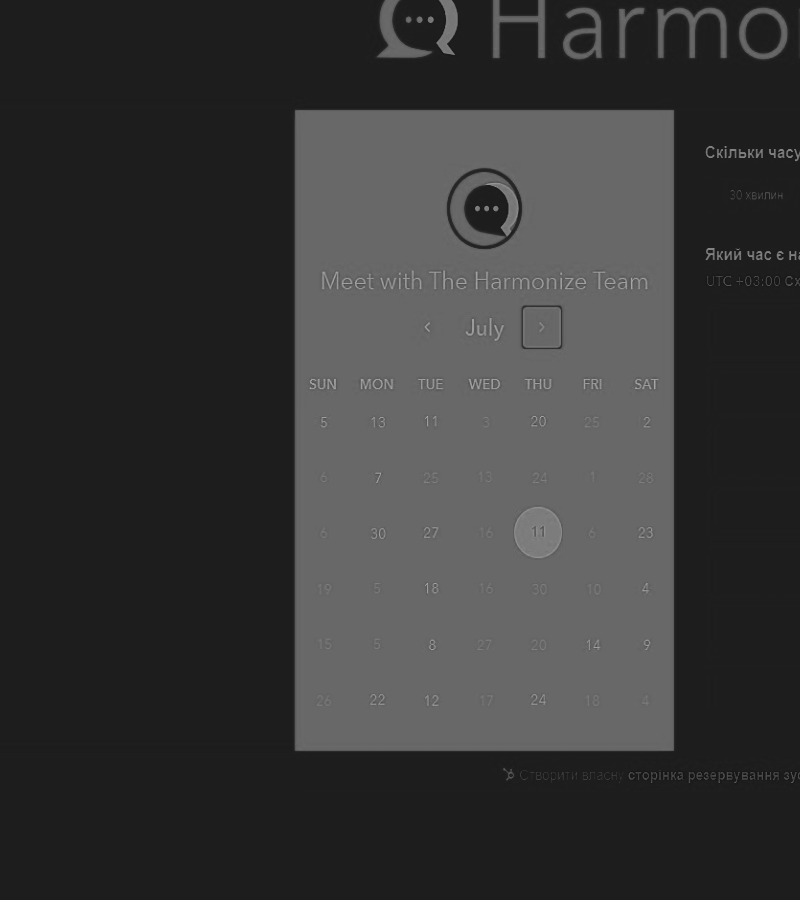 Harmo
Скільки часу
30 хвилин
Meet with The Harmonize Team
Який час є на
UTC +03:00 Сх
July
SUN MON TUE WED THU FRI SAT
5 13 11 3 20 25 2
6 7 25 13 24 1 28
6 30 27 16 11 6 23
19 5 18 16 30 10 4
15 5 8 27 20 14 9
26 22 12 17 24 18 4
Створити власну сторінка резервування зус